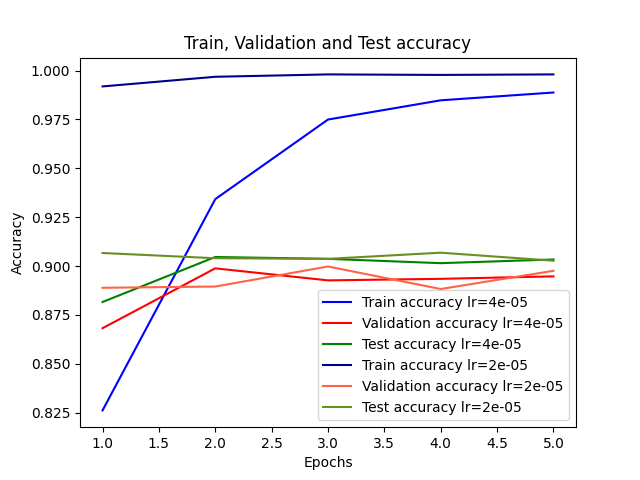 Train, Validation and Test accuracy
Accuracy
1.000
0.975
0.950
0.925
0.900
0.875
0.850
0.825
Train accuracy lr=4e-05
Validation accuracy lr=4e-05
Test accuracy lr=4e-05
Train accuracy lr=2e-05
Validation accuracy lr=2e-05
Test accuracy lr=2e-05
1.0 1.5 2.0 2.5 3.0 3.5 4.0 4.5 5.0
Epochs